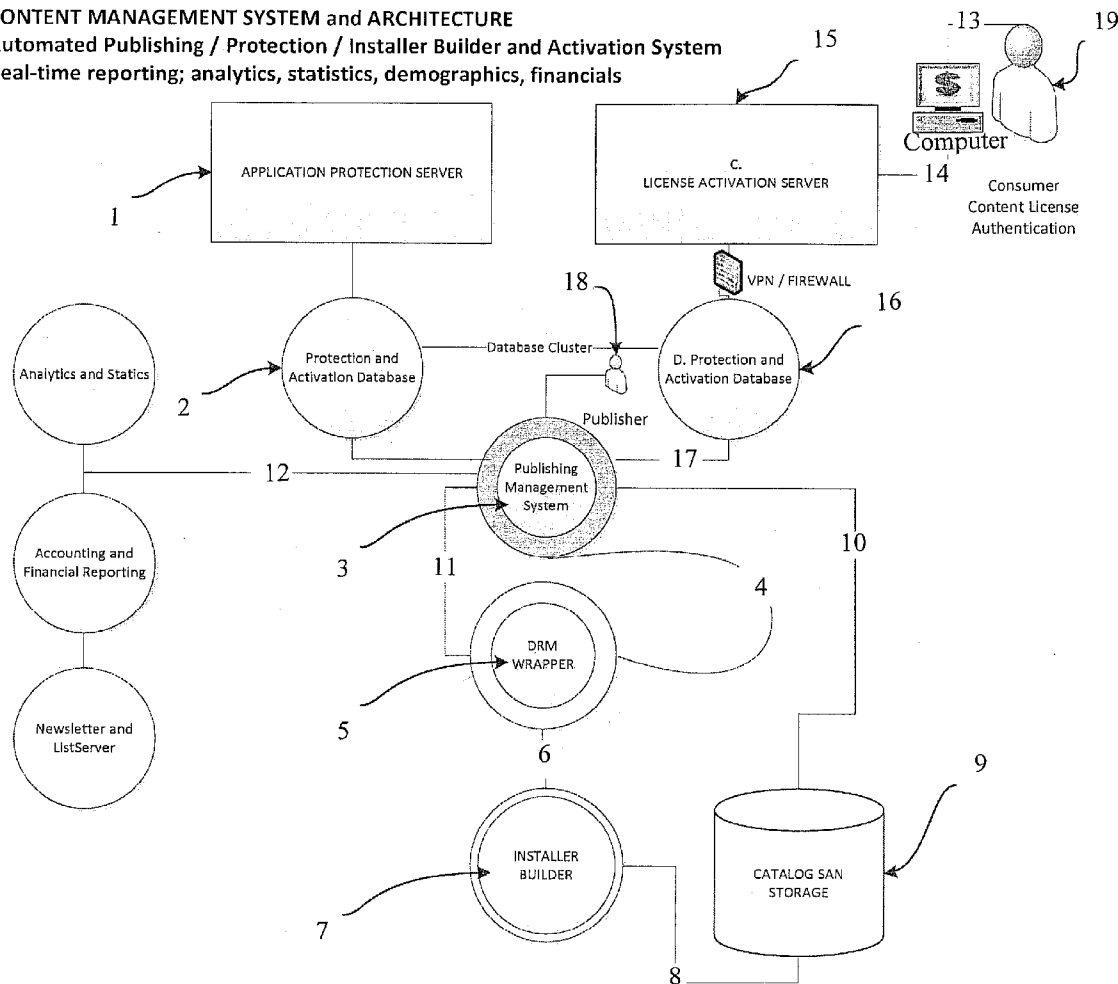 ONTENT MANAGEMENT SYSTEM and ARCHITECTURE
utomated Publishing / Protection / Installer Builder and Activation System
eal-time reporting; analytics, statistics, demographics, financials
13
19
15
$
Computer
14
Consumer
Content License
Authentication
APPLICATION PROTECTION SERVER
1
C.
LICENSE ACTIVATION SERVER
VPN / FIREWALL
18
16
Analytics and Statics
Protection and
Activation Database
Database Cluster
D. Protection and
Activation Database
2
Publisher
12
Publishing
Management
System
17
Accounting and
Financial Reporting
3
11
10
4
DRM
WRAPPER
5
Newsletter and
ListServer
6
9
INSTALLER
BUILDER
CATALOG SAN
STORAGE
7
8